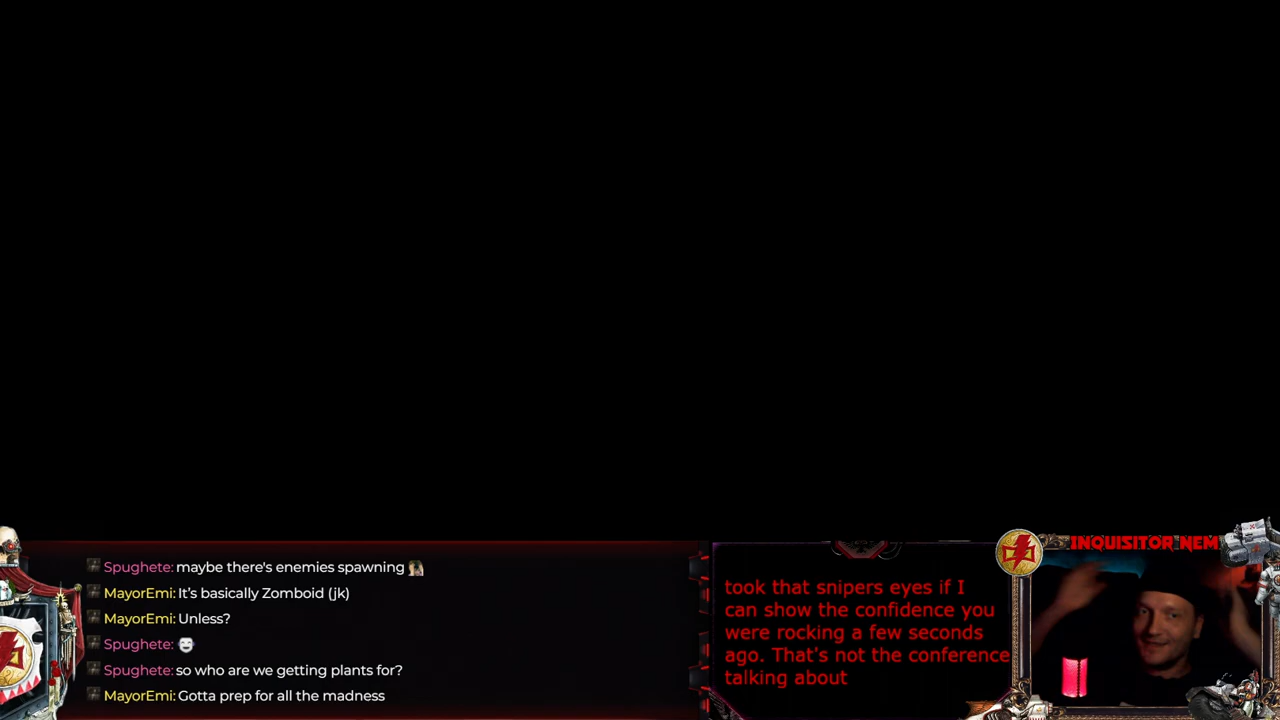 Spughete: maybe there's enemies spawning
MayorEmi: It's basically Zomboid (jk)
MayorEmi: Unless?
Spughete:
Spughete: so who are we getting plants for?
MayorEmi: Gotta prep for all the madness
took that snipers eyes if I
can show the confidence you
were rocking a few seconds
ago. That's not the conference
talking about
INQUISITOR NEM